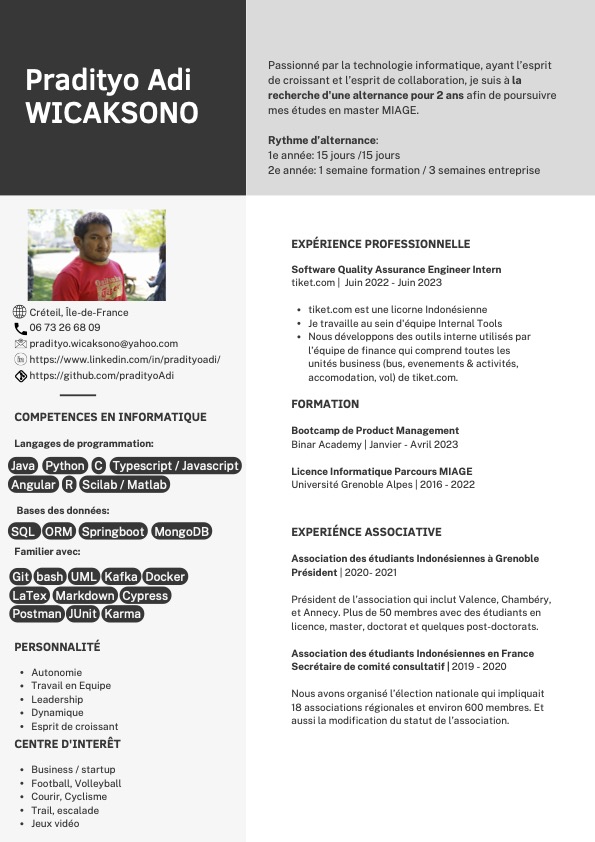 Pradityo Adi
WICAKSONO
Passionné par la technologie informatique, ayant l'esprit
de croissant et l'esprit de collaboration, je suis à la
recherche d'une alternance pour 2 ans afin de poursuivre
mes études en master MIAGE.
Rythme d'alternance:
1e année: 15 jours /15 jours
2e année: 1 semaine formation / 3 semaines entreprise
Créteil, Île-de-France
06 73 26 68 09
pradityo.wicaksono@yahoo.com
https://www.linkedin.com/in/pradityoadi/
https://github.com/pradityoAdi
COMPETENCES EN INFORMATIQUE
Langages de programmation:
Java Python C Typescript / Javascript
Angular R Scilab / Matlab
Bases des données:
SQL ORM Springboot MongoDB
Familier avec:
Git bash UML Kafka Docker
LaTex Markdown Cypress
Postman JUnit Karma
PERSONNALITÉ
• Autonomie
• Travail en Equipe
• Leadership
• Dynamique
• Esprit de croissant
CENTRE D'INTERÊT
• Business / startup
• Football, Volleyball
• Courir, Cyclisme
• Trail, escalade
• Jeux vidéo
EXPÉRIENCE PROFESSIONNELLE
Software Quality Assurance Engineer Intern
tiket.com | Juin 2022 - Juin 2023
• tiket.com est une licorne Indonésienne
• Je travaille au sein d'équipe Internal Tools
• Nous développons des outils interne utilisés par
l'équipe de finance qui comprend toutes les
unités business (bus, evenements & activités,
accomodation, vol) de tiket.com.
FORMATION
Bootcamp de Product Management
Binar Academy | Janvier - Avril 2023
Licence Informatique Parcours MIAGE
Université Grenoble Alpes | 2016 - 2022
EXPERIÉNCE ASSOCIATIVE
Association des étudiants Indonésiennes à Grenoble
Président | 2020- 2021
Président de l'association qui inclut Valence, Chambéry,
et Annecy. Plus de 50 membres avec des étudiants en
licence, master, doctorat et quelques post-doctorats.
Association des étudiants Indonésiennes en France
Secrétaire de comité consultatif | 2019 - 2020
Nous avons organisé l'élection nationale qui impliquait
18 associations régionales et environ 600 membres. Et
aussi la modification du statut de l'association.